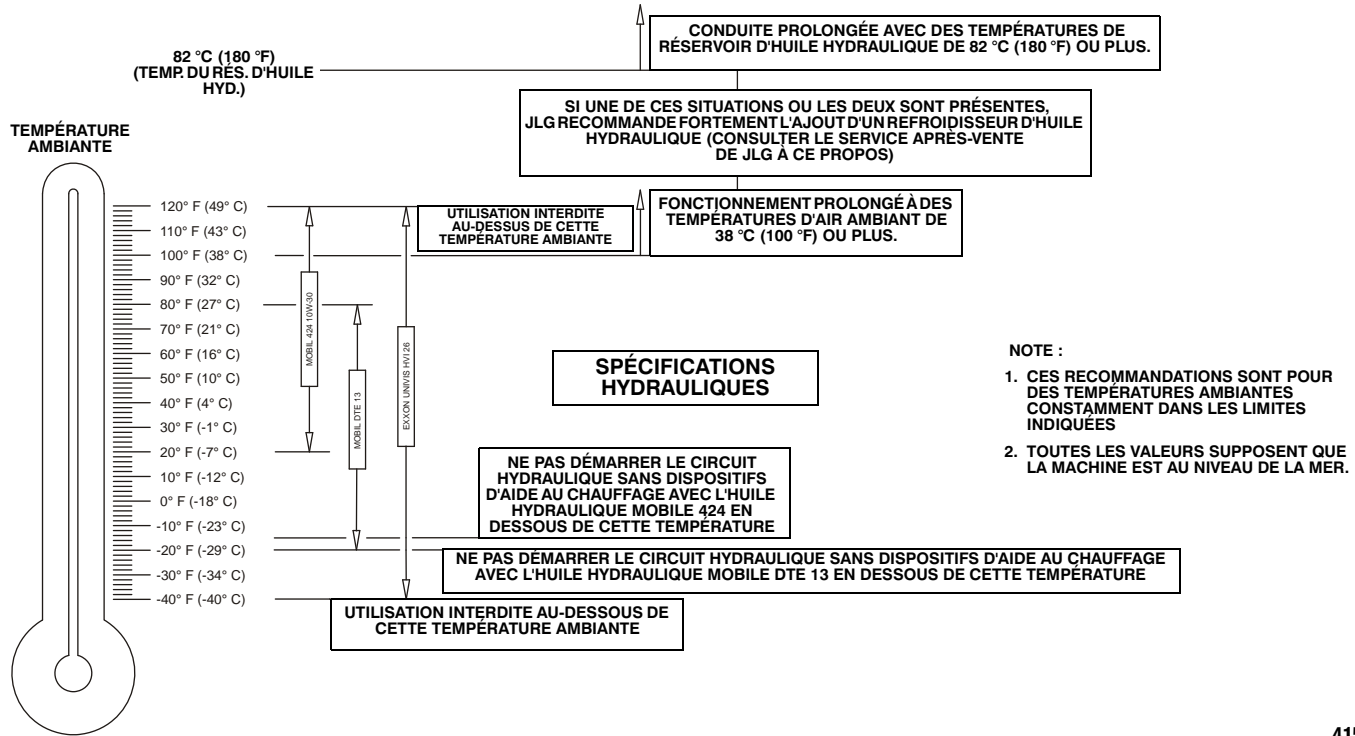 CONDUITE PROLONGÉE AVEC DES TEMPÉRATURES DE
RÉSERVOIR D'HUILE HYDRAULIQUE DE 82 °C (180 °F) OU PLUS.
82 °C (180 °F)
(TEMP. DU RÉS. D'HUILE
HYD.)
SI UNE DE CES SITUATIONS OU LES DEUX SONT PRÉSENTES,
JLG RECOMMANDE FORTEMENT L'AJOUT D'UN REFROIDISSEUR D'HUILE
HYDRAULIQUE (CONSULTER LE SERVICE APRÈS-VENTE
DE JLG À CE PROPOS)
TEMPÉRATURE
AMBIANTE
FONCTIONNEMENT PROLONGÉ À DES
TEMPÉRATURES D'AIR AMBIANT DE
38 °C (100 °F) OU PLUS.
UTILISATION INTERDITE
AU-DESSUS DE CETTE
TEMPÉRATURE AMBIANTE
120° F (49° C)
110° F (43° C)
100° F (38° C)
90° F (32° C)
80° F (27° C)
70° F (21° C)
60° F (16° C)
50° F (10° C)
40° F (4° C)
30° F (-1° C)
20° F (-7° C)
10° F (-12° C)
0° F (-18° C)
-10° F (-23° C)
-20° F (-29° C)
-30° F (-34° C)
-40° F (-40° C)
MOBIL 424 10W-30
MOBIL DTE 13
EXXON UNIVIS HVI 26
SPÉCIFICATIONS
HYDRAULIQUES
NOTE :
1. CES RECOMMANDATIONS SONT POUR
DES TEMPÉRATURES AMBIANTES
CONSTAMMENT DANS LES LIMITES
INDIQUÉES
2. TOUTES LES VALEURS SUPPOSENT QUE
LA MACHINE EST AU NIVEAU DE LA MER.
NE PAS DÉMARRER LE CIRCUIT
HYDRAULIQUE SANS DISPOSITIFS
D'AIDE AU CHAUFFAGE AVEC L'HUILE
HYDRAULIQUE MOBILE 424 EN
DESSOUS DE CETTE TEMPÉRATURE
NE PAS DÉMARRER LE CIRCUIT HYDRAULIQUE SANS DISPOSITIFS D'AIDE AU CHAUFFAGE
AVEC L'HUILE HYDRAULIQUE MOBILE DTE 13 EN DESSOUS DE CETTE TEMPÉRATURE
UTILISATION INTERDITE AU-DESSOUS DE
CETTE TEMPÉRATURE AMBIANTE